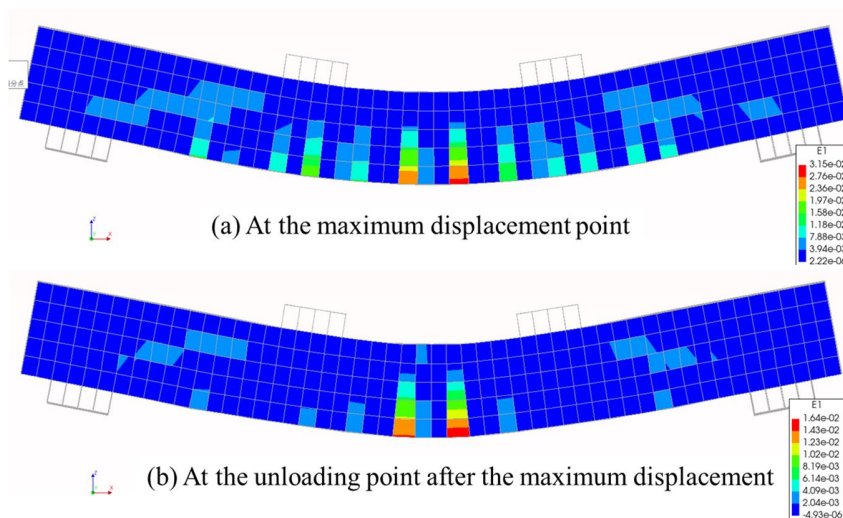 分点
E1
3.15e-02
2.76e-02
2.36e-02
1.97e-02
1.58e-02
1.18e-02
7.88e-03
3.94e-03
2.22e-06
Z
Y
X
(a) At the maximum displacement point
E1
1.64e-02
1.43e-02
1.23e-02
1.02e-02
8.19e-03
6.14e-03
4.09e-03
2.04e-03
-4.93e-06
Z
Y
X
(b) At the unloading point after the maximum displacement